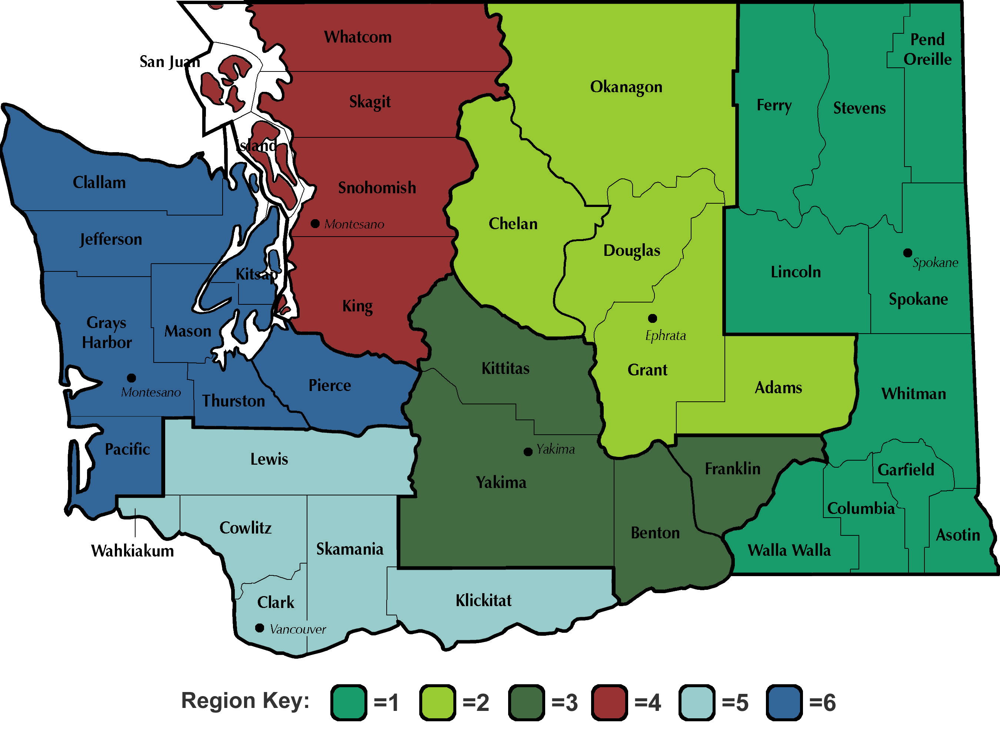 Whatcom
Pend
Oreille
San Juan
Okanagon
Skagit
Ferry
Stevens
Island
Clallam
Snohomish
Chelan
Montesano
Jefferson
Douglas
Spokane
Lincoln
Kitsap
Spokane
King
Grays
Harbor
Mason
Ephrata
Kittitas
Grant
Pierce
Adams
Montesano
Whitman
Thurston
Pacific
Yakima
Lewis
Franklin
Garfield
Yakima
Columbia
Cowlitz
Benton
Asotin
Wahkiakum
Skamania
Walla Walla
Clark
Klickitat
Vancouver
Region Key: =1 =2 =3 =4 =5 =6